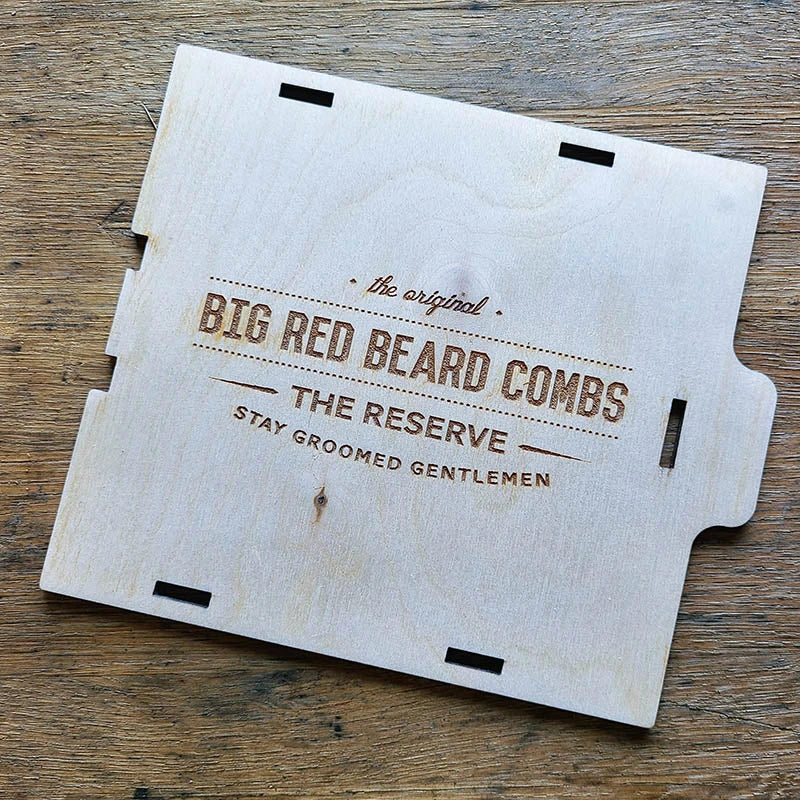 • the original •
BIG RED BEARD COMBS
THE RESERVE
STAY GROOMED GENTLEMEN